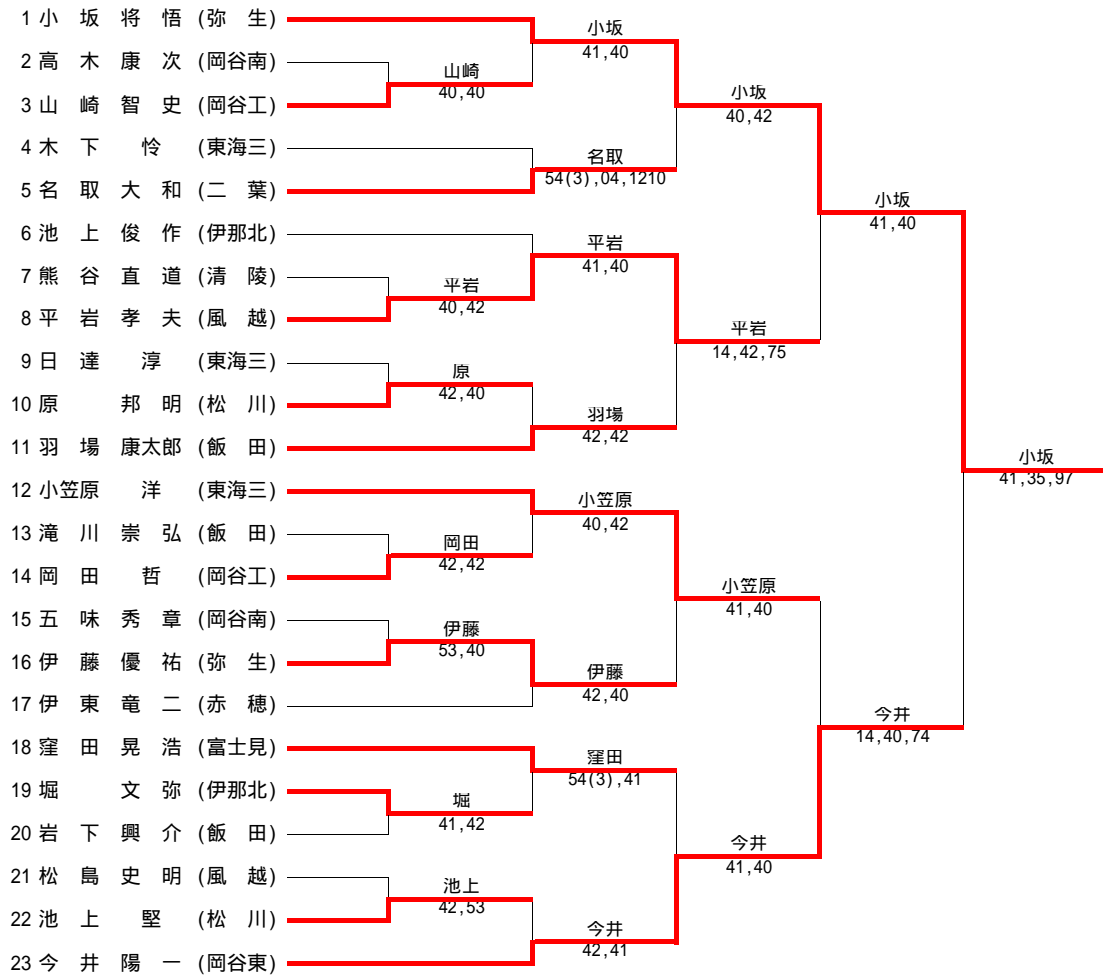 1 小 坂 将 悟 (弥 生)
2 高 木 康 次 (岡谷南)
3 山 崎 智 史 (岡谷工)
4 木 下 怜 (東海三)
5 名 取 大 和 (二 葉)
6 池 上 俊 作 (伊那北)
7 熊 谷 直 道 (清 陵)
8 平 岩 孝 夫 (風 越)
9 日 達 淳 (東海三)
10 原 邦 明 (松 川)
11 羽 場 康太郎 (飯 田)
12 小笠原 洋 (東海三)
13 滝 川 崇 弘 (飯 田)
14 岡 田 哲 (岡谷工)
15 五 味 秀 章 (岡谷南)
16 伊 藤 優 祐 (弥 生)
17 伊 東 竜 二 (赤 穂)
18 窪 田 晃 浩 (富士見)
19 堀 文 弥 (伊那北)
20 岩 下 興 介 (飯 田)
21 松 島 史 明 (風 越)
22 池 上 堅 (松 川)
23 今 井 陽 一 (岡谷東)
山崎
40,40
平岩
40,42
原
42,40
岡田
42,42
伊藤
53,40
堀
41,42
池上
42,53
小坂
41,40
名取
54(3),04,1210
平岩
41,40
羽場
42,42
小笠原
40,42
伊藤
42,40
窪田
54(3),41
今井
42,41
小坂
40,42
平岩
14,42,75
小笠原
41,40
今井
41,40
小坂
41,40
今井
14,40,74
小坂
41,35,97